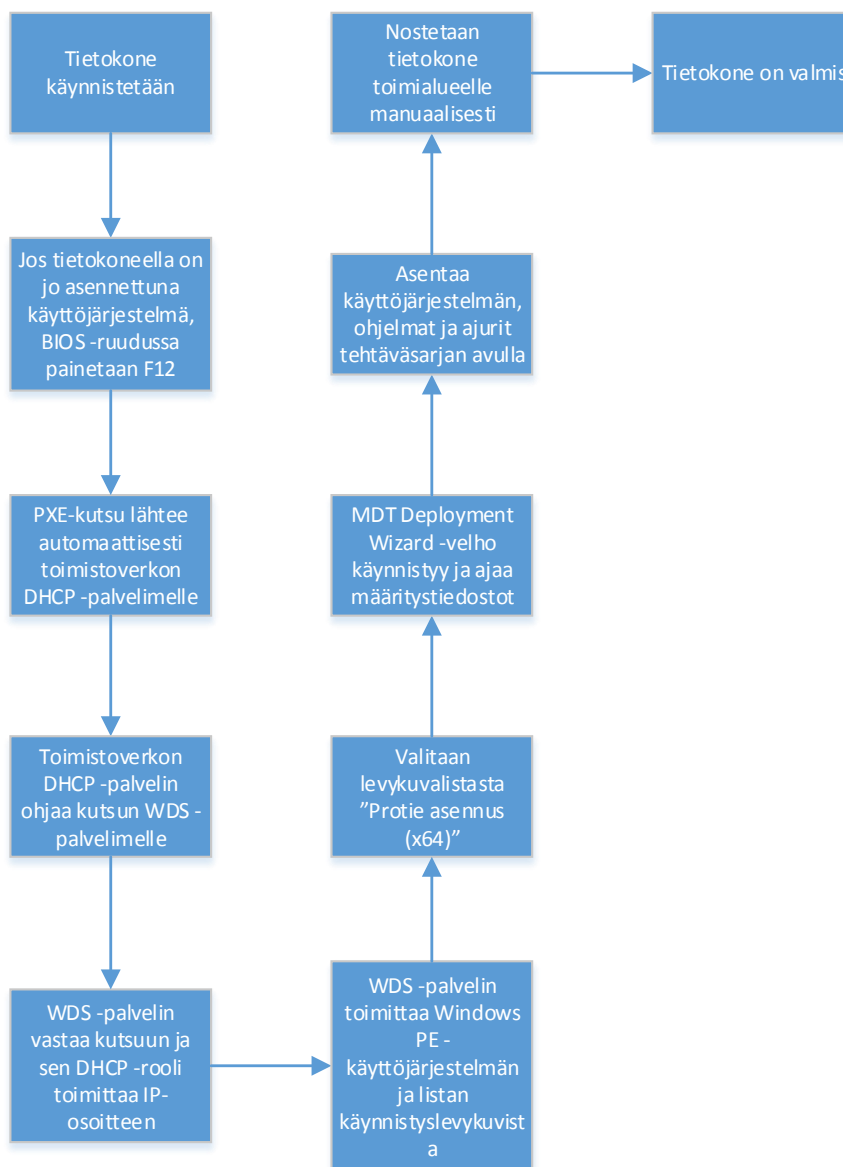 Tietokone
käynnistetään
Jos tietokoneella on
jo asennettuna
käyttöjärjestelmä,
BIOS -ruudussa
painetaan F12
PXE-kutsu lähtee
automaattisesti
toimistoverkon
DHCP -palvelimelle
Toimistoverkon
DHCP -palvelin
ohjaa kutsun WDS -
palvelimelle
WDS -palvelin
vastaa kutsuun ja
sen DHCP -rooli
toimittaa IP-
osoitteen
WDS -palvelin
toimittaa Windows
PE -
käyttöjärjestelmän
ja listan
käynnistyslevykuvist
a
Valitaan
levykuvalistasta
”Protie asennus
(x64)”
MDT Deployment
Wizard -velho
käynnistyy ja ajaa
määritystiedostot
Asentaa
käyttöjärjestelmän,
ohjelmat ja ajurit
tehtäväsarjan avulla
Nostetaan
tietokone
toimialueelle
manuaalisesti
Tietokone on valmis